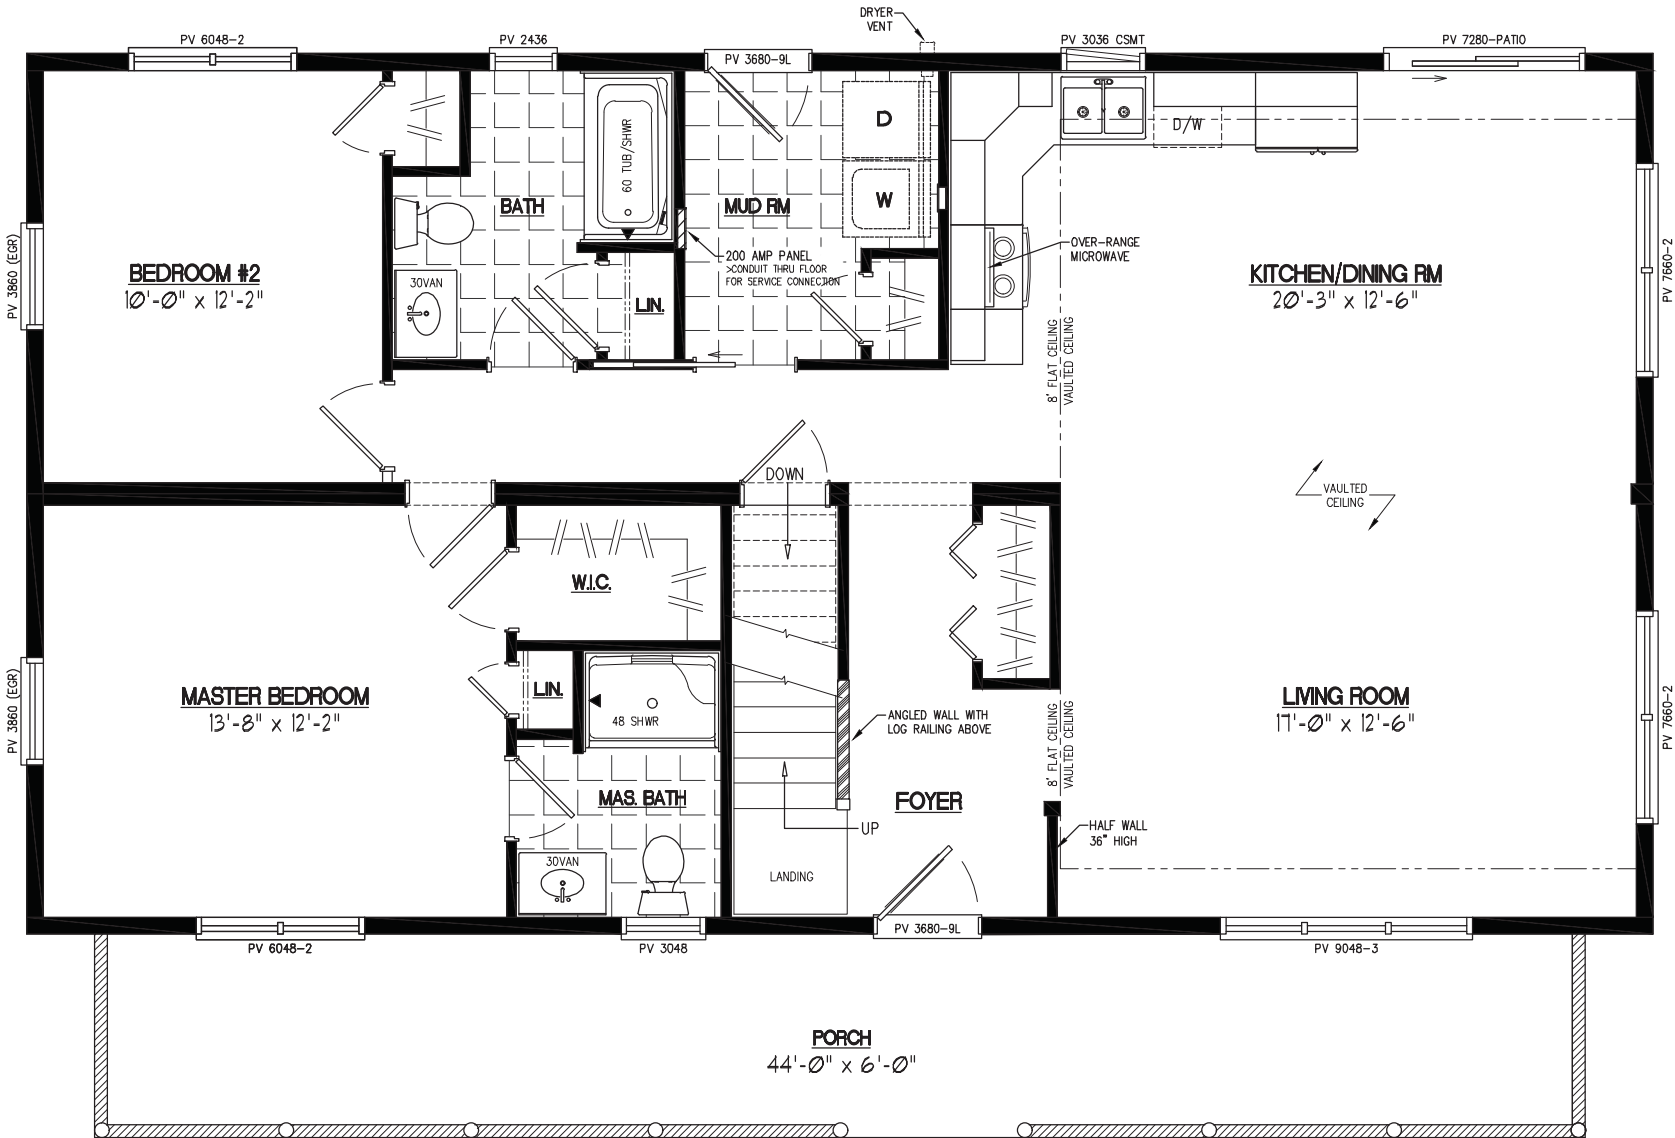 DRYER
VENT
PV 6048-2
PV 2436
PV 3680-9L
PV 3036 CSMT
PV 7280-PATIO
D
D/W
60 TUB/SHWR
W
BATH
MUD RM
PV 3860 (EGR)
BEDROOM #2
10'-0" x 12'-2"
200 AMP PANEL
>CONDUIT THRU FLOOR
FOR SERVICE CONNECTION
OVER-RANGE
MICROWAVE
KITCHEN/DINING RM
20'-3" x 12'-6"
PV 7660-2
30VAN
LIN.
8' FLAT CEILING
VAULTED CEILING
DOWN
VAULTED
CEILING
W.I.C.
PV 3860 (EGR)
MASTER BEDROOM
13'-8" x 12'-2"
LIN.
48 SHWR
ANGLED WALL WITH
LOG RAILING ABOVE
8' FLAT CEILING
VAULTED CEILING
LIVING ROOM
17'-0" x 12'-6"
PV 7660-2
MAS. BATH
FOYER
UP
HALF WALL
36" HIGH
30VAN
LANDING
PV 6048-2
PV 3048
PV 3680-9L
PV 9048-3
PORCH
44'-0" x 6'-0"